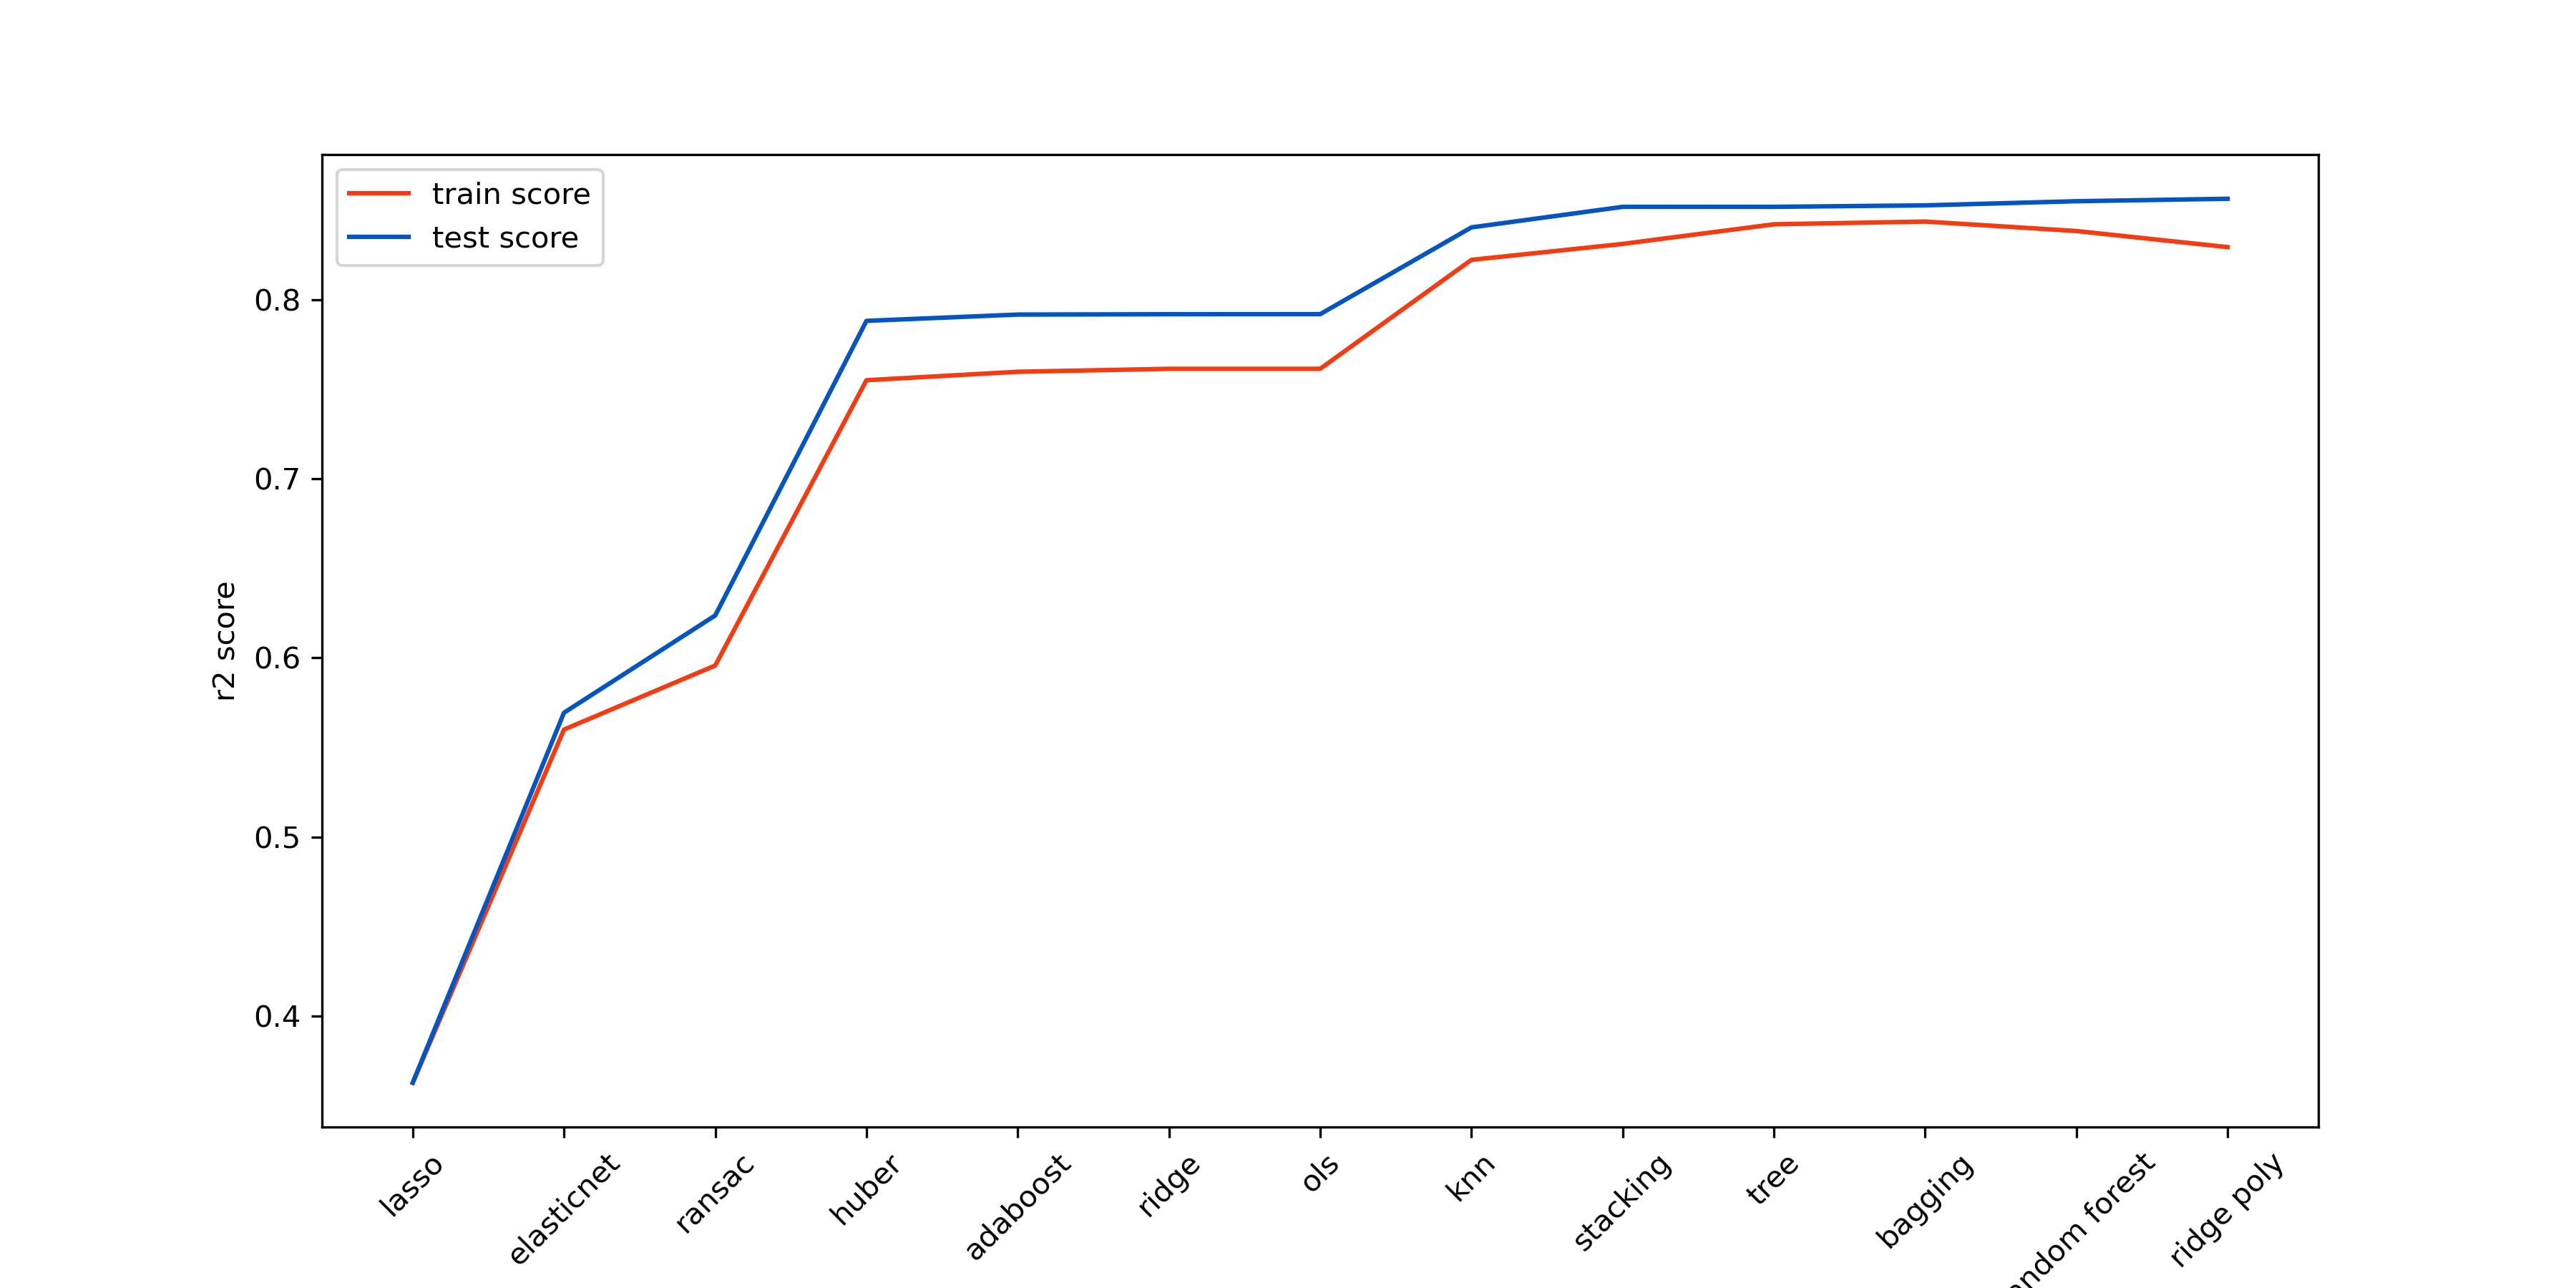 train score
test score
0.8
0.7
0.6
0.5
0.4
r2 score
lasso
elasticnet
ransac
huber
adaboost
ridge
ols
knn
stacking
tree
bagging
forest
ridge poly